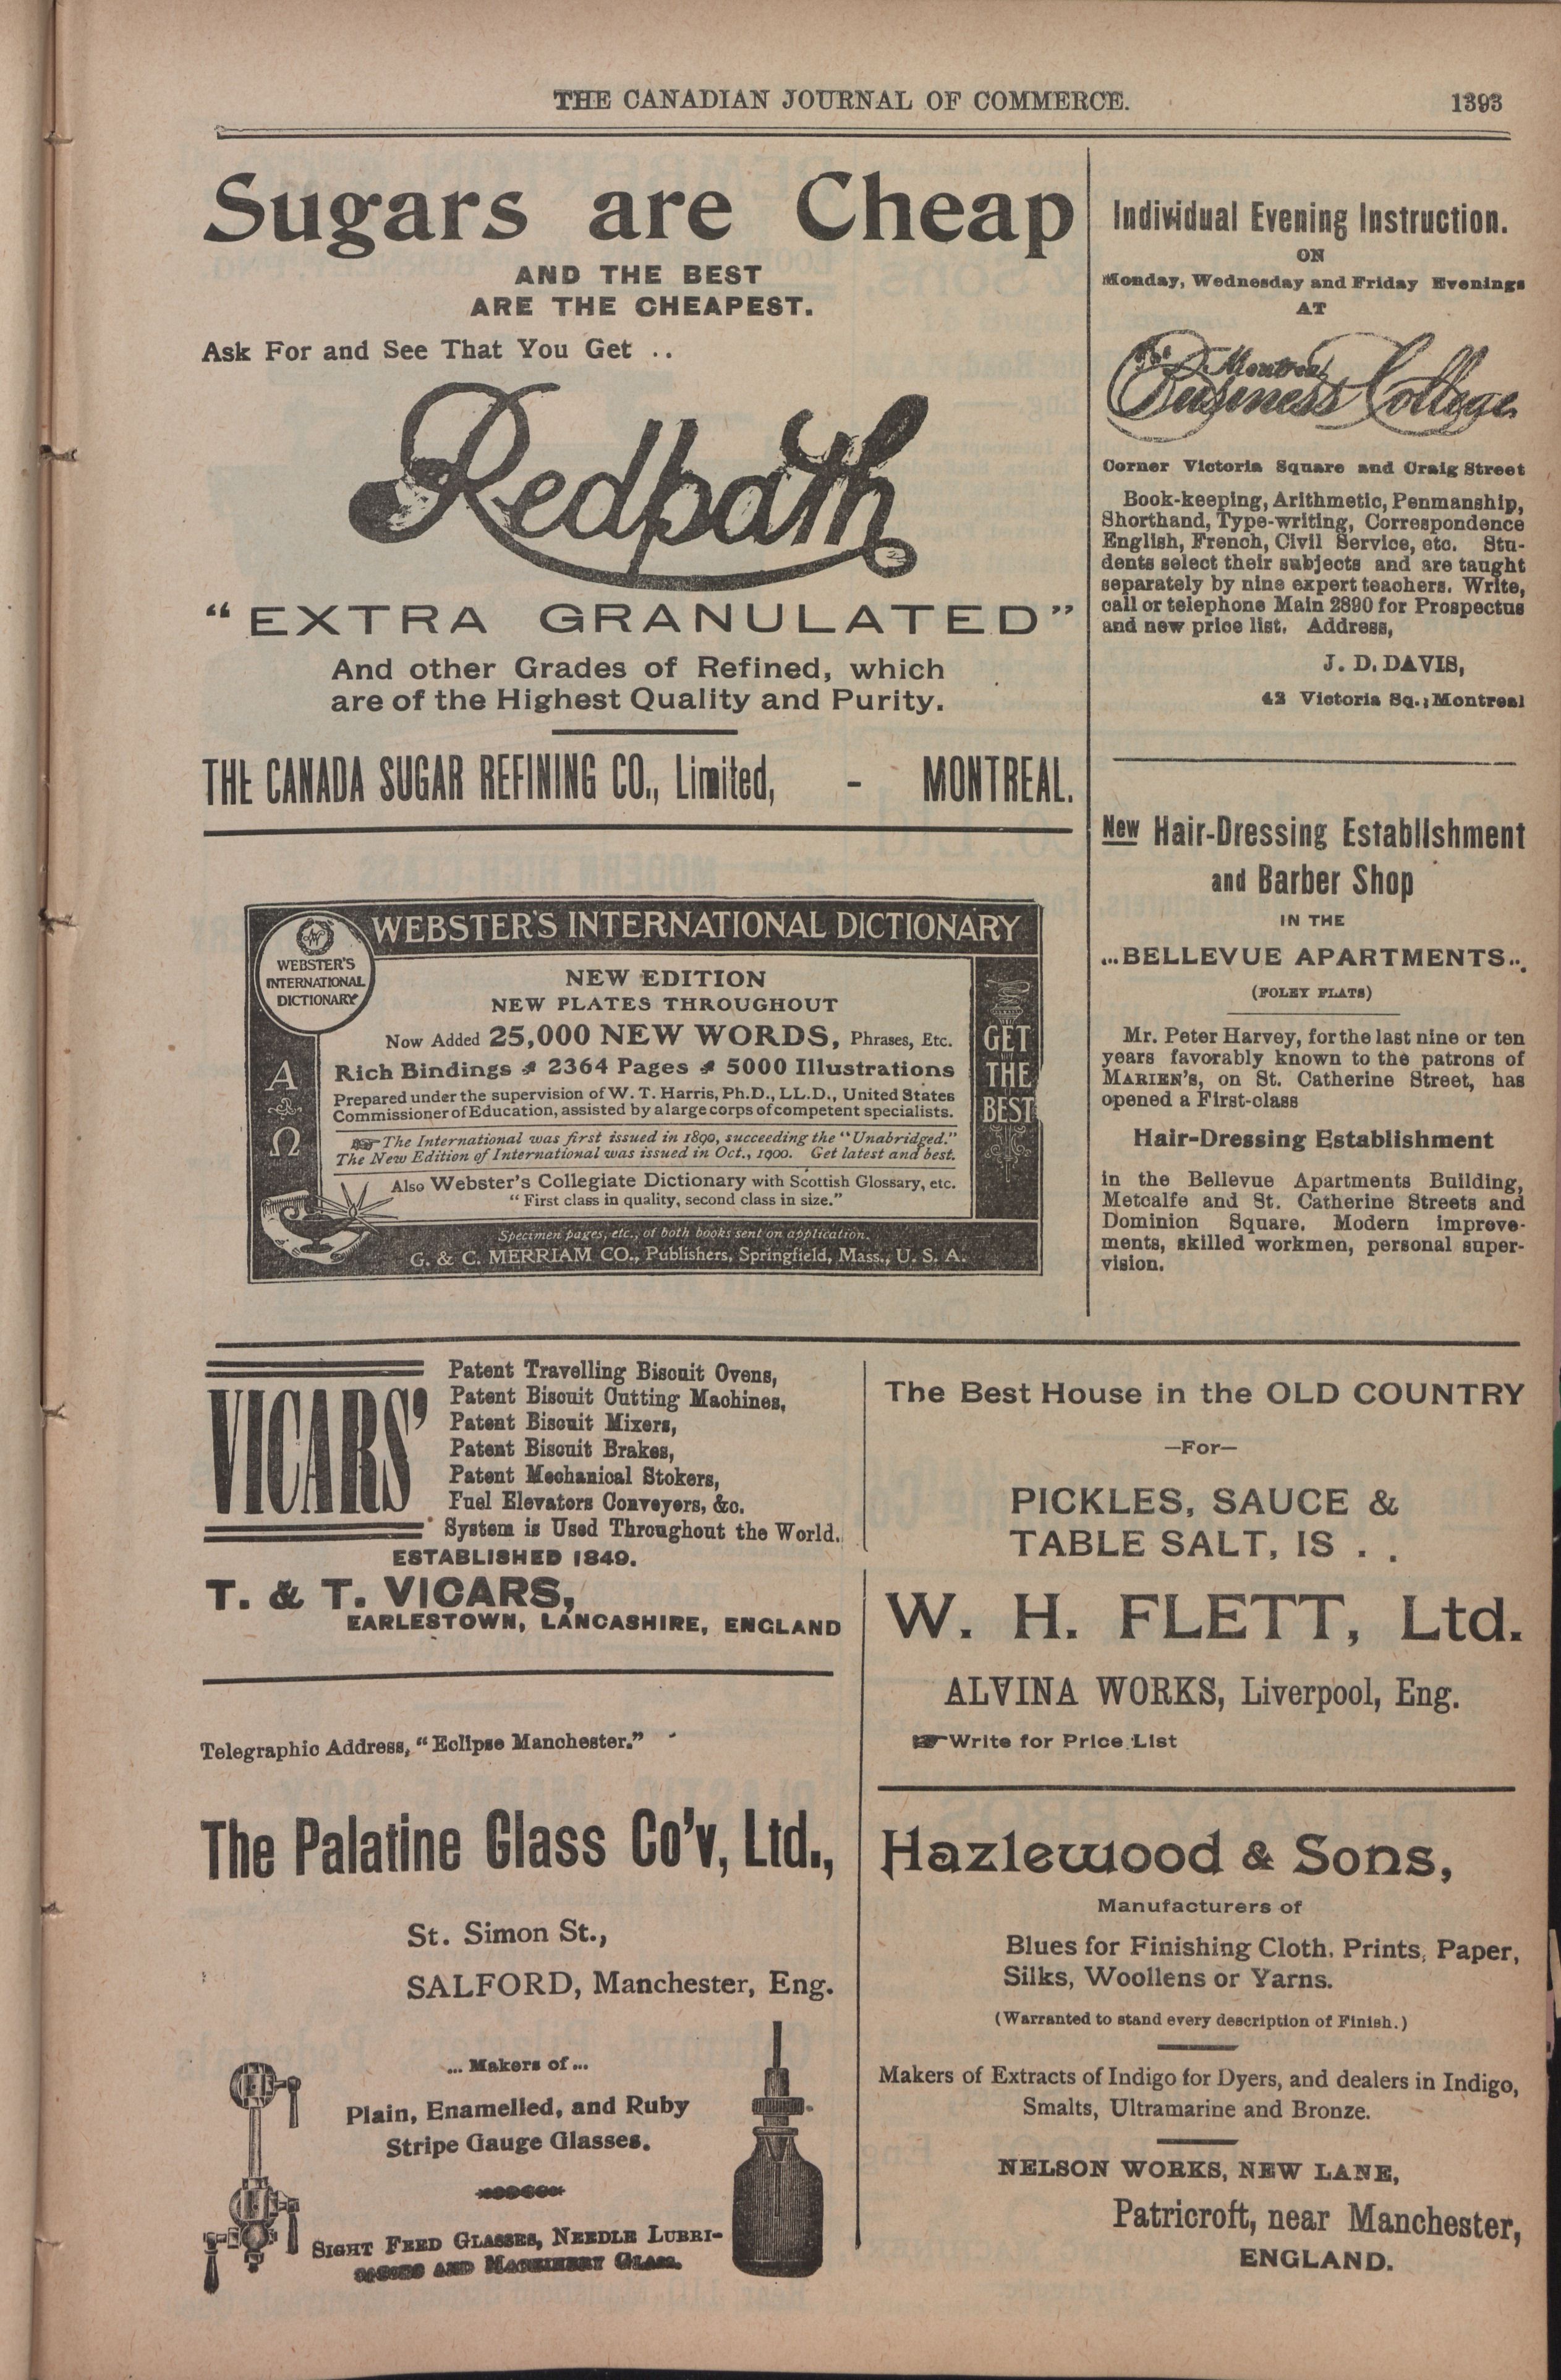 THE CANADIAN JOURNAL OF COMMERCE. 1393
Sugars are Cheap
AND THE BEST
ARE THE CHEAPEST.
Ask For and See That You Get ..
Redpath
"EXTRA GRANULATED"
And other Grades of Refined, which
are of the Highest Quality and Purity.
THE CANADA SUGAR REFINING CO., Limited, - MONTREAL.
WEBSTER'S INTERNATIONAL DICTIONARY
WEBSTER'S
INTERNATIONAL
DICTIONARY
NEW EDITION
NEW PLATES THROUGHOUT
Now Added 25,000 NEW WORDS, Phrases, Etc.
Rich Bindings 2364 Pages 5000 Illustrations
Prepared under the supervision of W. T. Harris, Ph.D., LL.D., United States
Commissioner of Education, assisted by a large corps of competent specialists.
The International was first issued in 1890, succeeding the "Unabridged."
The New Edition of International was issued in Oct., 1900. Get latest and best.
Also Webster's Collegiate Dictionary with Scottish Glossary, etc.
"First class in quality, second class in size."
A
&
Ω
GET
THE
BEST
Specimen pages, etc., of both books sent on application.
G. & C. MERRIAM CO., Publishers, Springfield, Mass., U. S. A.
Individual Evening Instruction.
ON
Monday, Wednesday and Friday Evenings
AT
Montreal
Business College
Corner Victoria Square and Craig Street
Book-keeping, Arithmetic, Penmanship,
Shorthand, Type-writing, Correspondence
English, French, Civil Service, etc. Stu-
dents select their subjects and are taught
separately by nine expert teachers. Write,
call or telephone Main 2890 for Prospectus
and new price list. Address,
J. D. DAVIS,
42 Victoria Sq., Montreal
New Hair-Dressing Establishment
and Barber Shop
IN THE
...BELLEVUE APARTMENTS...
(FOLEY FLATS)
Mr. Peter Harvey, for the last nine or ten
years favorably known to the patrons of
MARIEN'S, on St. Catherine Street, has
opened a First-class
Hair-Dressing Establishment
in the Bellevue Apartments Building,
Metcalfe and St. Catherine Streets and
Dominion Square. Modern improve-
ments, skilled workmen, personal super-
vision.
VICARS'
Patent Travelling Biscuit Ovens,
Patent Biscuit Cutting Machines,
Patent Biscuit Mixers,
Patent Biscuit Brakes,
Patent Mechanical Stokers,
Fuel Elevators Conveyers, &c.
System is Used Throughout the World.
ESTABLISHED 1849.
T. & T. VICARS,
EARLESTOWN, LANCASHIRE, ENGLAND
The Best House in the OLD COUNTRY
—For—
PICKLES, SAUCE &
TABLE SALT, IS . .
W. H. FLETT, Ltd.
ALVINA WORKS, Liverpool, Eng.
Write for Price List
Telegraphic Address, "Eclipse Manchester."
The Palatine Glass Co'y, Ltd.,
St. Simon St.,
SALFORD, Manchester, Eng.
... Makers of ...
Plain, Enamelled, and Ruby
Stripe Gauge Glasses.
SIGHT FEED GLASSES, NEEDLE LUBRI-
AND MACHINERY GLASS.
Hazlewood & Sons,
Manufacturers of
Blues for Finishing Cloth. Prints, Paper,
Silks, Woollens or Yarns.
(Warranted to stand every description of Finish.)
Makers of Extracts of Indigo for Dyers, and dealers in Indigo,
Smalts, Ultramarine and Bronze.
NELSON WORKS, NEW LANE,
Patricroft, near Manchester,
ENGLAND.